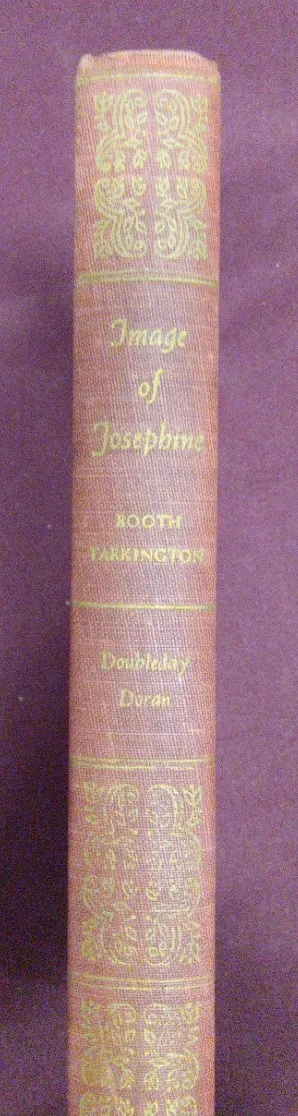 Image
of
Josephine
BOOTH
TARKINGTON
Doubleday
Doran